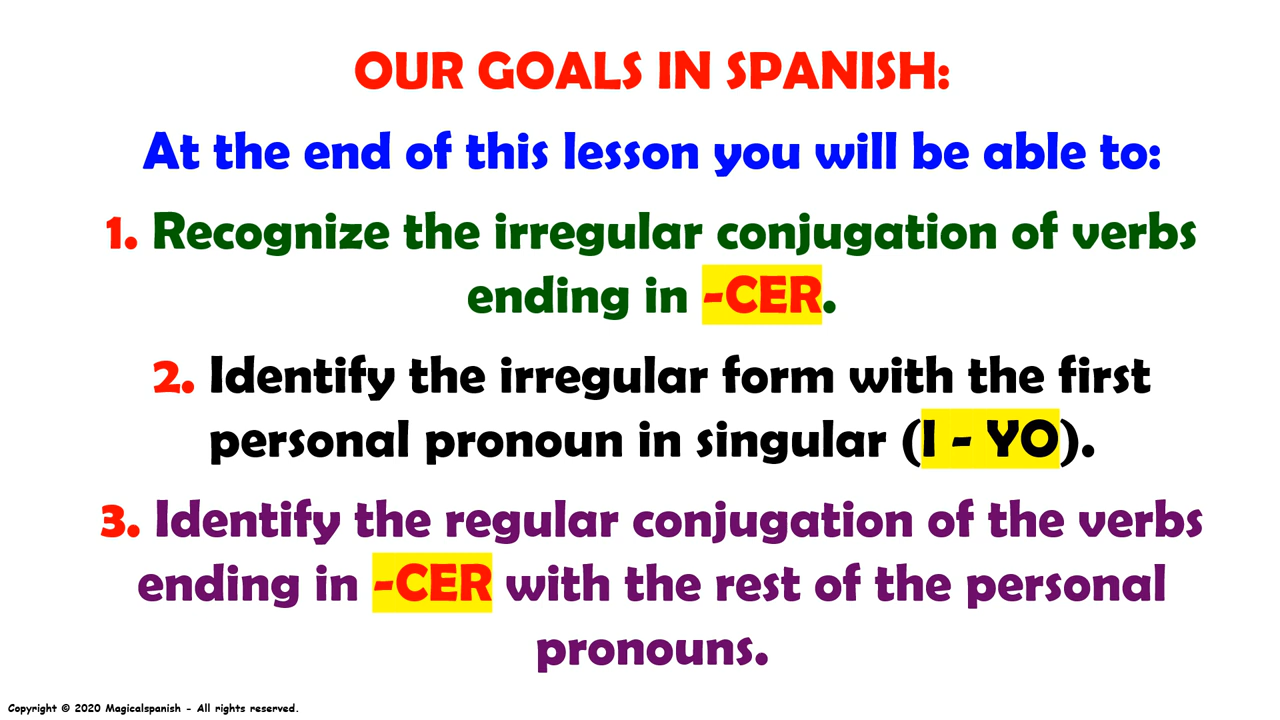 OUR GOALS IN SPANISH:
At the end of this lesson you will be able to:
1. Recognize the irregular conjugation of verbs
ending in -CER.
2. Identify the irregular form with the first
personal pronoun in singular (I - YO).
3. Identify the regular conjugation of the verbs
ending in -CER with the rest of the personal
pronouns.
Copyright © 2020 Magicalspanish - All rights reserved.